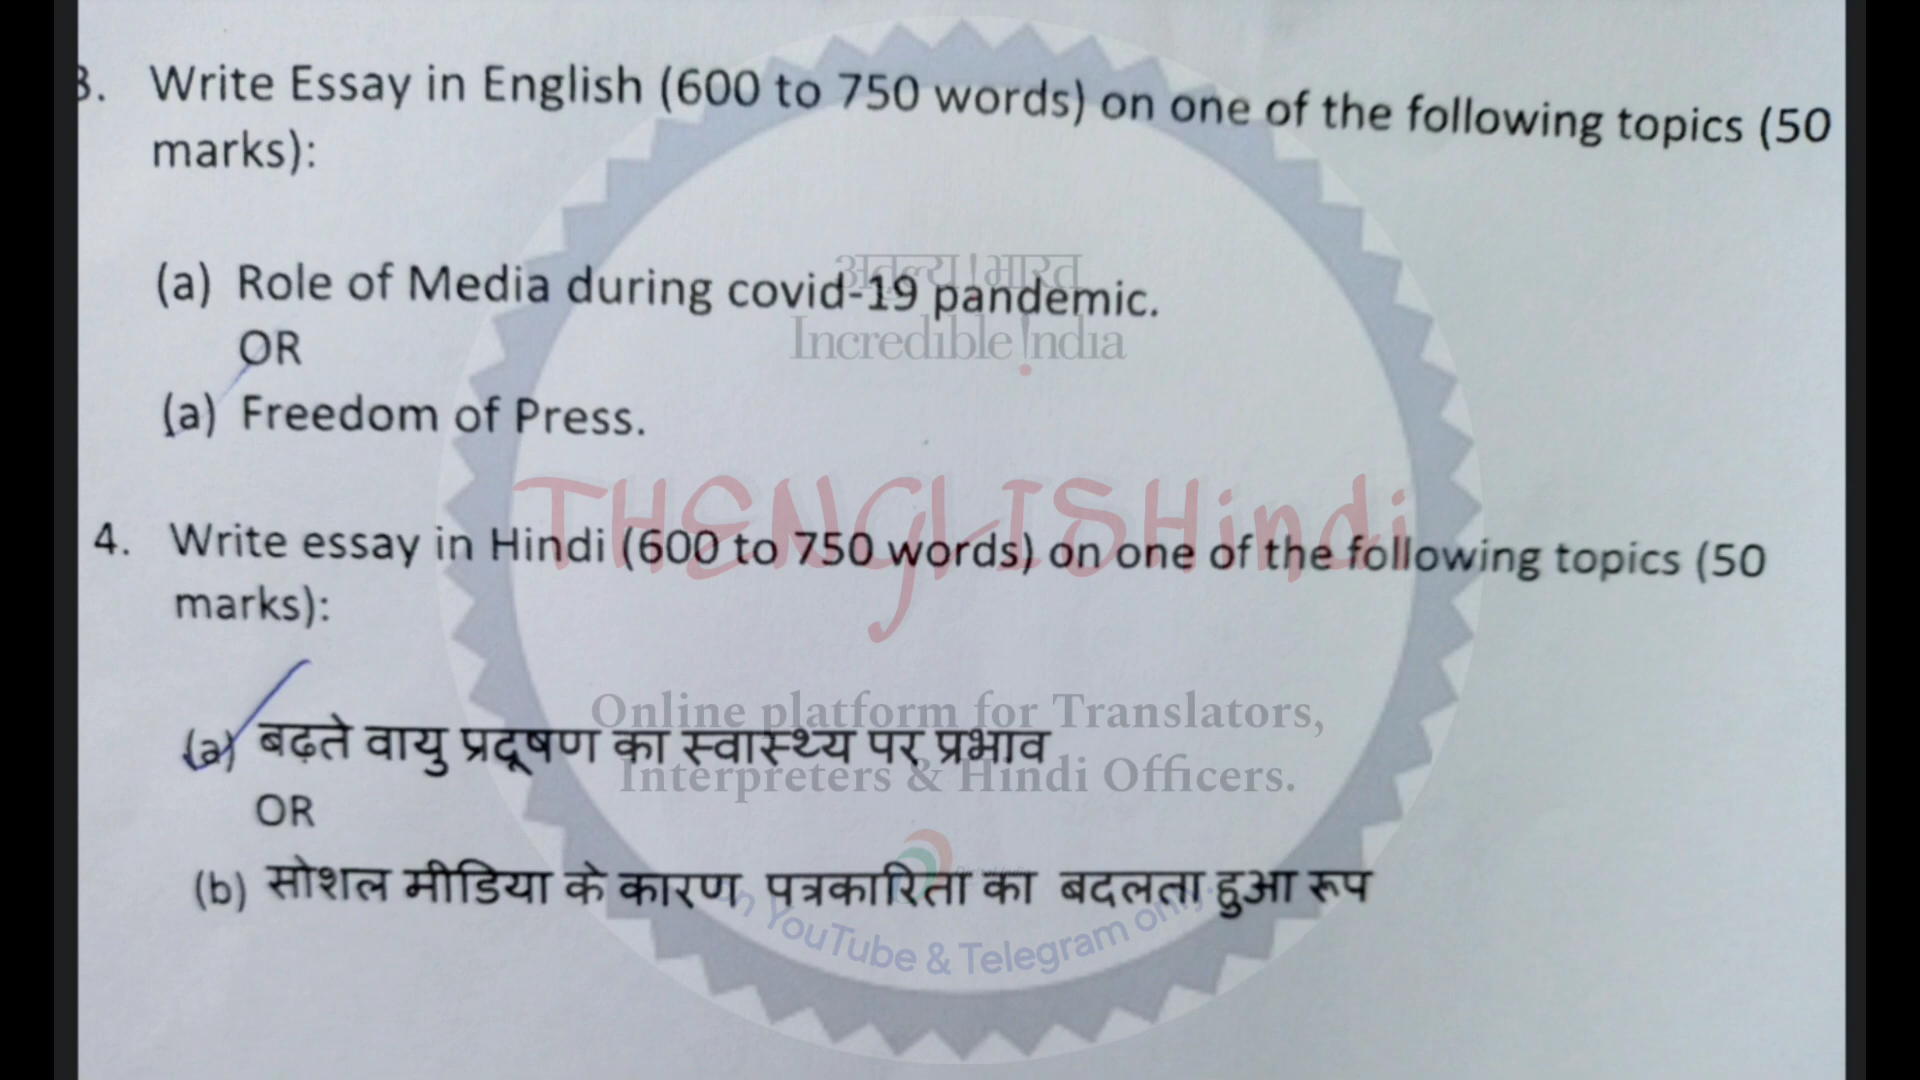 3. Write Essay in English (600 to 750 words) on one of the following topics (50
marks):
(a) Role of Media during covid-19 pandemic.
अतुल्य!भारत
Incredible!ndia
OR
(a) Freedom of Press.
THENGLISHindi
4. Write essay in Hindi (600 to 750 words) on one of the following topics (50
marks):
Online platform for Translators,
(a) बढ़ते वायु प्रदूषण का स्वास्थ्य पर प्रभाव
Interpreters & Hindi Officers.
OR
(b) सोशल मीडिया के कारण पत्रकारिता का बदलता हुआ रूप
on YouTube & Telegram only.